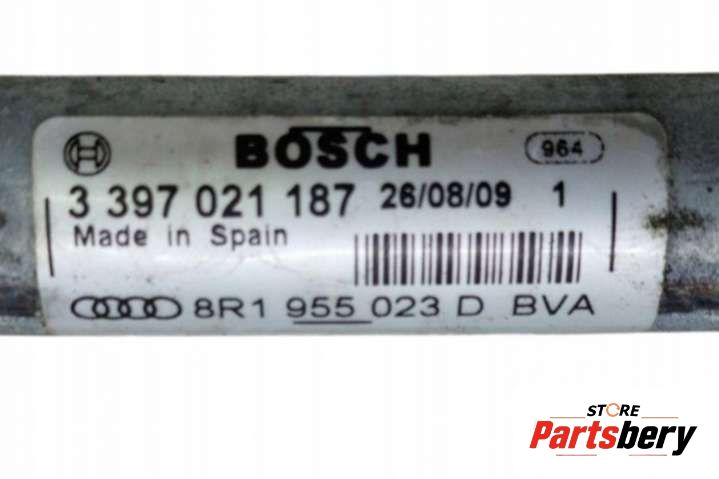 BOSCH 964
3 397 021 187 26/08/09 1
Made in Spain
8R1 955 023 D BVA
STORE
Partsbery